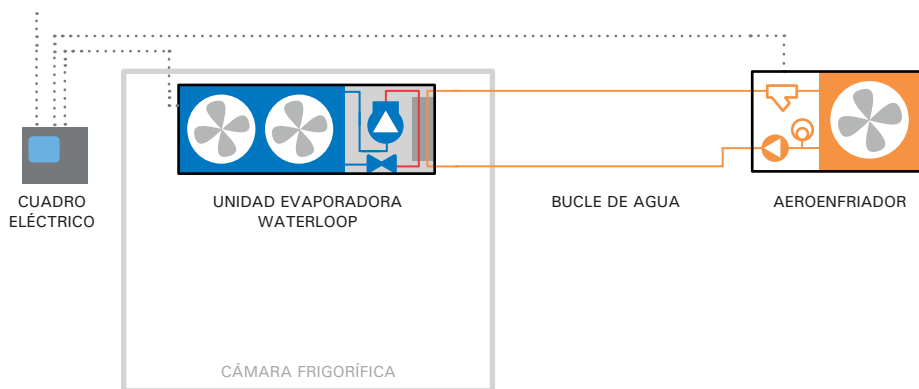 CUADRO
ELÉCTRICO
UNIDAD EVAPORADORA
WATERLOOP
BUCLE DE AGUA
AEROENFRIADOR
CÁMARA FRIGORÍFICA